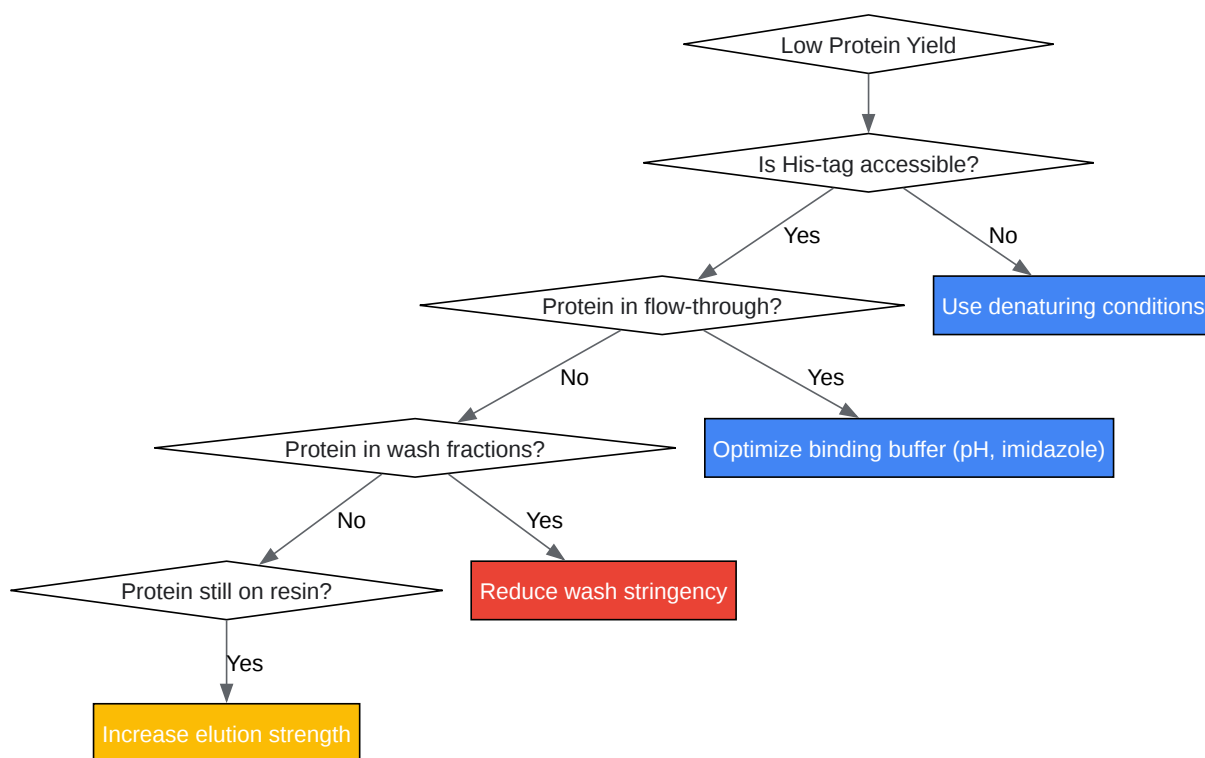 Low Protein Yield
Is His-tag accessible?
Yes
No
Protein in flow-through?
Use denaturing conditions
No
Yes
Protein in wash fractions?
Optimize binding buffer (pH, imidazole)
No
Yes
Protein still on resin?
Reduce wash stringency
Yes
Increase elution strength